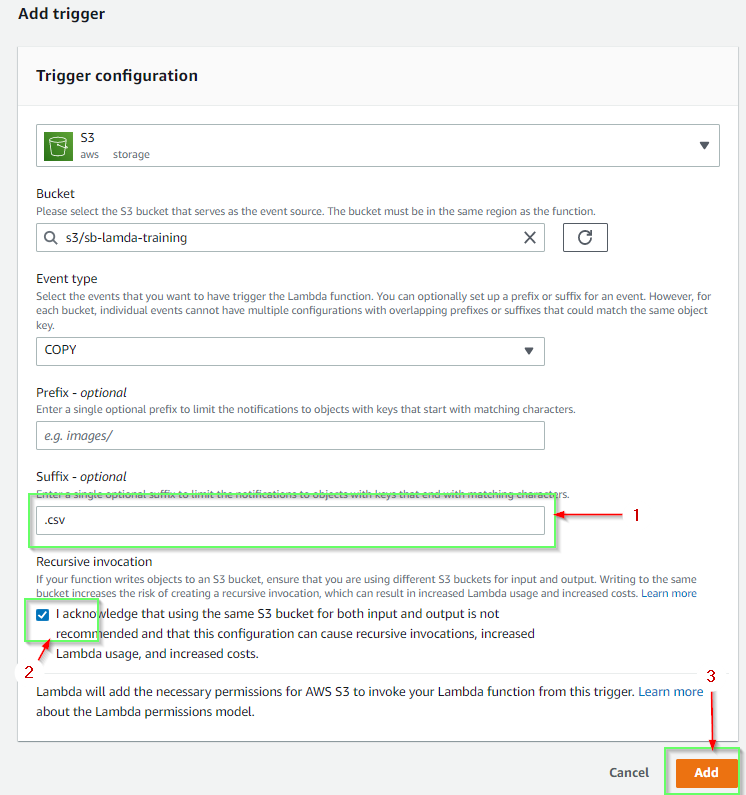 Add trigger
Trigger configuration
S3
aws storage
Bucket
Please select the S3 bucket that serves as the event source. The bucket must be in the same region as the function.
s3/sb-lamda-training
Event type
Select the events that you want to have trigger the Lambda function. You can optionally set up a prefix or suffix for an event. However, for
each bucket, individual events cannot have multiple configurations with overlapping prefixes or suffixes that could match the same object
key.
COPY
Prefix - optional
Enter a single optional prefix to limit the notifications to objects with keys that start with matching characters.
e.g. images/
Suffix - optional
Enter a single optional suffix to limit the notifications to objects with keys that end with matching characters.
.csv
1
Recursive invocation
If your function writes objects to an S3 bucket, ensure that you are using different S3 buckets for input and output. Writing to the same
bucket increases the risk of creating a recursive invocation, which can result in increased Lambda usage and increased costs. Learn more
I acknowledge that using the same S3 bucket for both input and output is not
recommended and that this configuration can cause recursive invocations, increased
Lambda usage, and increased costs.
2
3
Lambda will add the necessary permissions for AWS S3 to invoke your Lambda function from this trigger. Learn more
about the Lambda permissions model.
Cancel Add